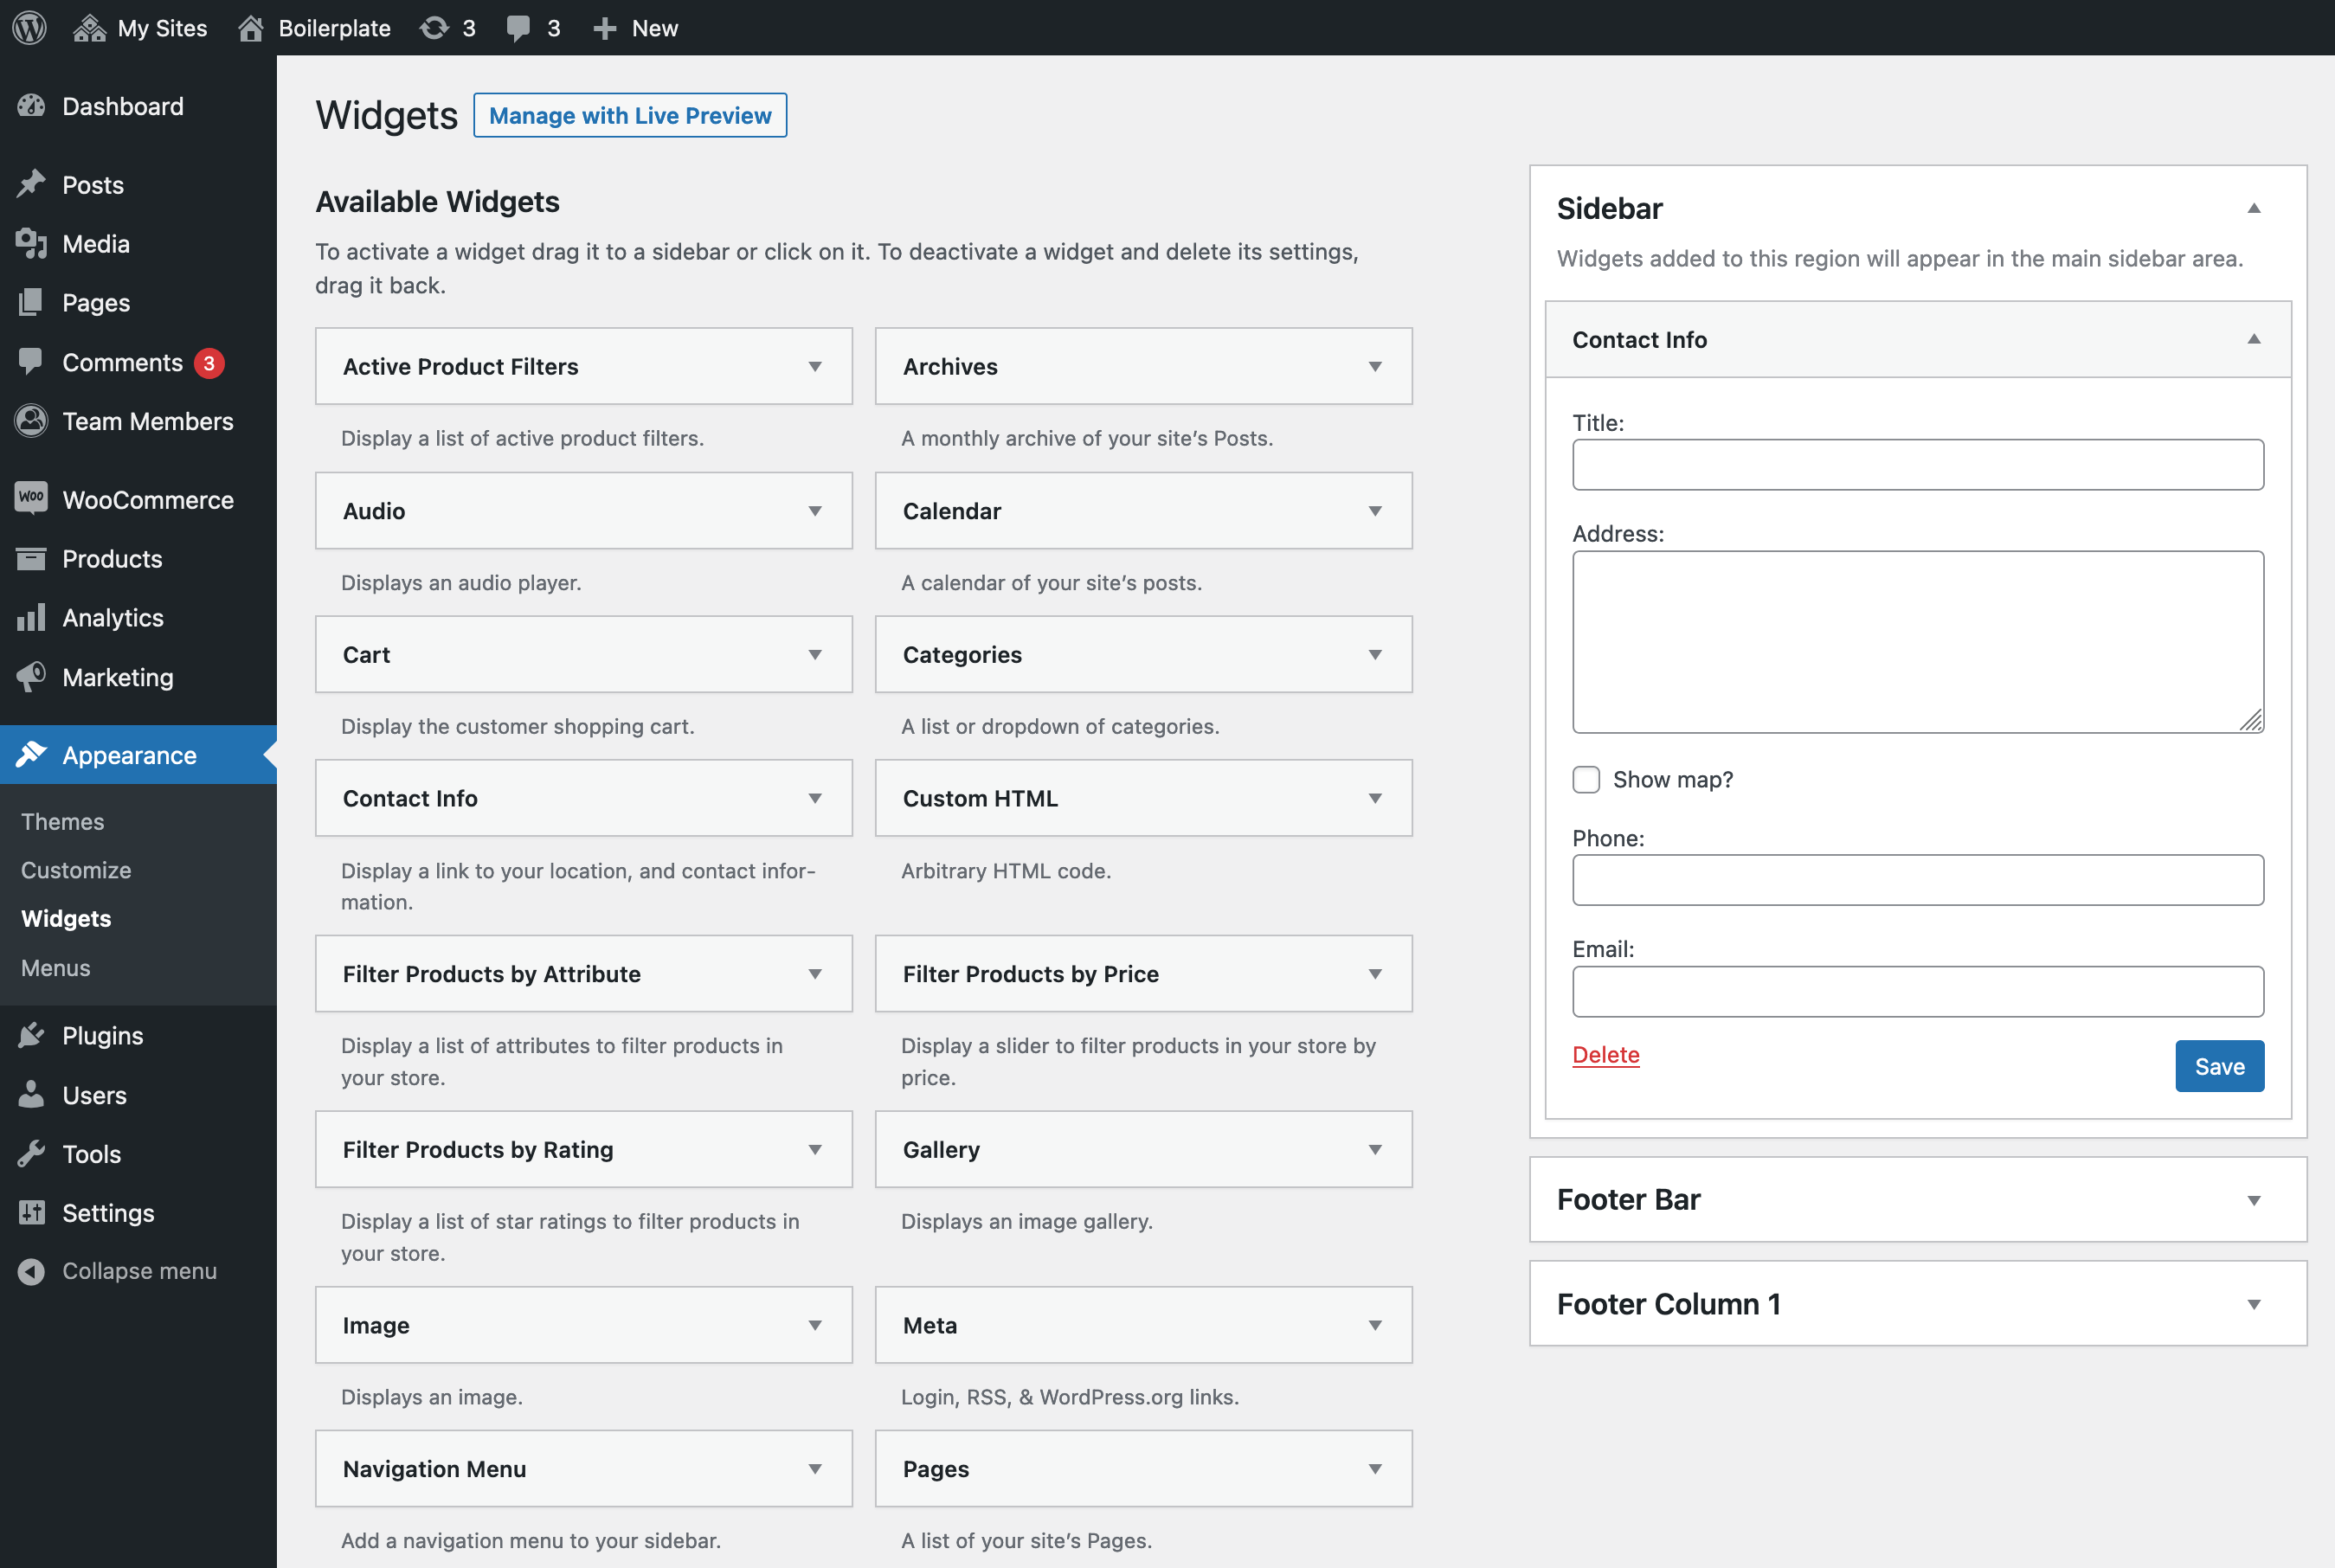 My Sites
Boilerplate
3
3
New
Dashboard
Posts
Media
Pages
Comments 3
Team Members
Woo
WooCommerce
Products
Analytics
Marketing
Appearance
Themes
Customize
Widgets
Menus
Plugins
Users
Tools
Settings
Collapse menu
Widgets
Manage with Live Preview
Available Widgets
To activate a widget drag it to a sidebar or click on it. To deactivate a widget and delete its settings,
drag it back.
Active Product Filters
Display a list of active product filters.
Archives
A monthly archive of your site’s Posts.
Audio
Displays an audio player.
Calendar
A calendar of your site’s posts.
Cart
Display the customer shopping cart.
Categories
A list or dropdown of categories.
Contact Info
Display a link to your location, and contact infor-
mation.
Custom HTML
Arbitrary HTML code.
Filter Products by Attribute
Display a list of attributes to filter products in
your store.
Filter Products by Price
Display a slider to filter products in your store by
price.
Filter Products by Rating
Display a list of star ratings to filter products in
your store.
Gallery
Displays an image gallery.
Image
Displays an image.
Meta
Login, RSS, & WordPress.org links.
Navigation Menu
Add a navigation menu to your sidebar.
Pages
A list of your site’s Pages.
Sidebar
Widgets added to this region will appear in the main sidebar area.
Contact Info
Title:
Address:
Show map?
Phone:
Email:
Delete
Save
Footer Bar
Footer Column 1